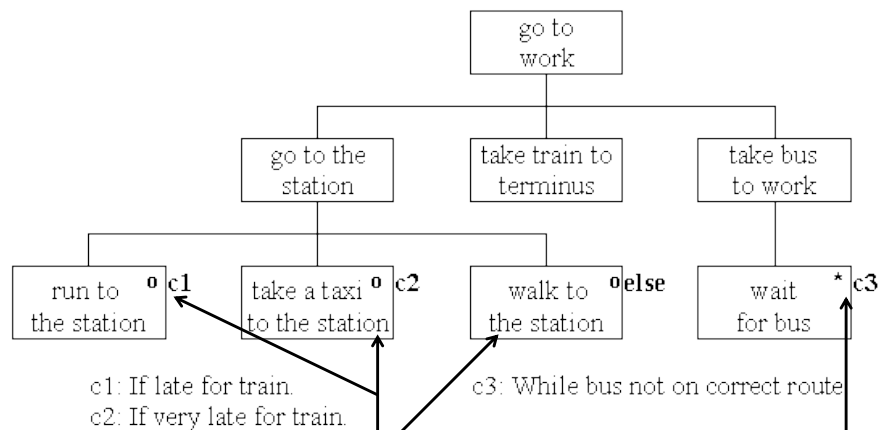 go to
work
go to the
station
take train to
terminus
take bus
to work
run to
the station
o c1
take a taxi
to the station
o c2
walk to
the station
o else
wait
for bus
* c3
c1: If late for train.
c2: If very late for train.
c3: While bus not on correct route